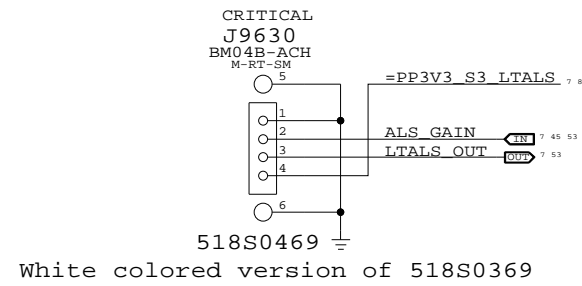 CRITICAL
J9630
BM04B-ACH
M-RT-SM
5
=PP3V3_S3_LTALS 7 8
1
2 ALS_GAIN IN 7 45 53
3 LTALS_OUT OUT 7 53
4
6
518S0469
White colored version of 518S0369